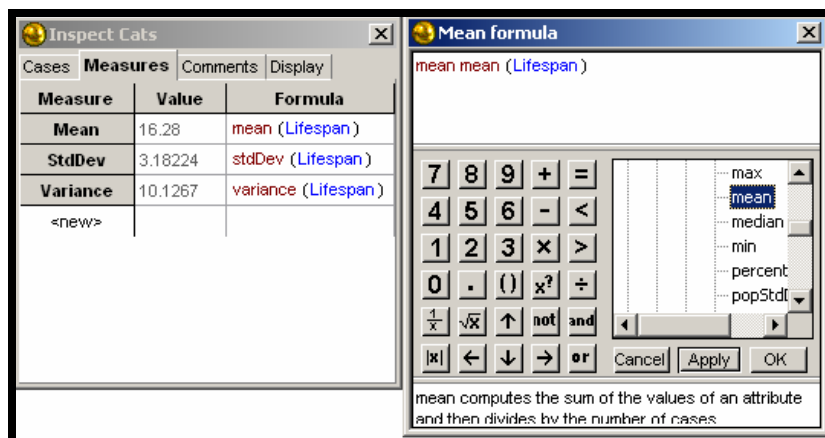 Inspect Cats
Cases Measures Comments Display
Measure Value Formula
Mean 16.28 mean (Lifespan)
StdDev 3.18224 stdDev (Lifespan)
Variance 10.1267 variance (Lifespan)
<new>
Mean formula
mean mean (Lifespan)
7 8 9 + =
4 5 6 - <
1 2 3 × >
0 . () x? ÷
1/x √x ↑ not and
|x| ← ↓ → or
max
mean
median
min
percent
popStd
Cancel Apply OK
mean computes the sum of the values of an attribute
and then divides by the number of cases